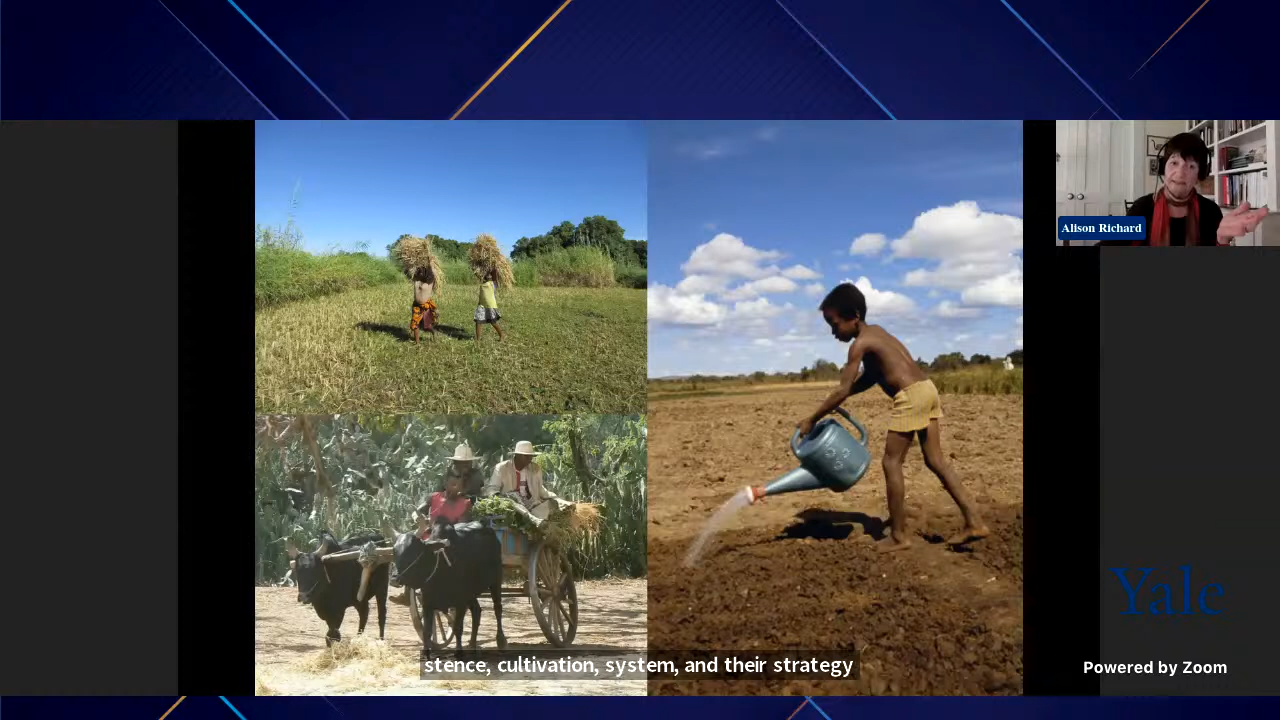 Alison Richard
Yale
stence, cultivation, system, and their strategy
Powered by Zoom